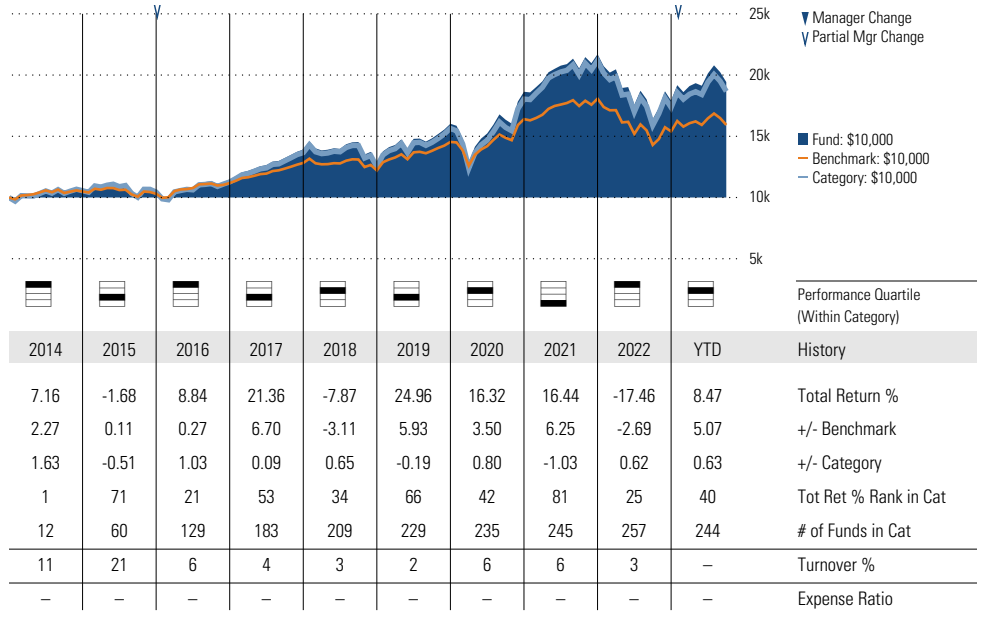 25k
Manager Change
Partial Mgr Change
20k
15k
Fund: $10,000
Benchmark: $10,000
Category: $10,000
10k
5k
Performance Quartile
(Within Category)
2014 2015 2016 2017 2018 2019 2020 2021 2022 YTD History
7.16 -1.68 8.84 21.36 -7.87 24.96 16.32 16.44 -17.46 8.47 Total Return %
2.27 0.11 0.27 6.70 -3.11 5.93 3.50 6.25 -2.69 5.07 +/- Benchmark
1.63 -0.51 1.03 0.09 0.65 -0.19 0.80 -1.03 0.62 0.63 +/- Category
1 71 21 53 34 66 42 81 25 40 Tot Ret % Rank in Cat
12 60 129 183 209 229 235 245 257 244 # of Funds in Cat
11 21 6 4 3 2 6 6 3 – Turnover %
– – – – – – – – – – Expense Ratio